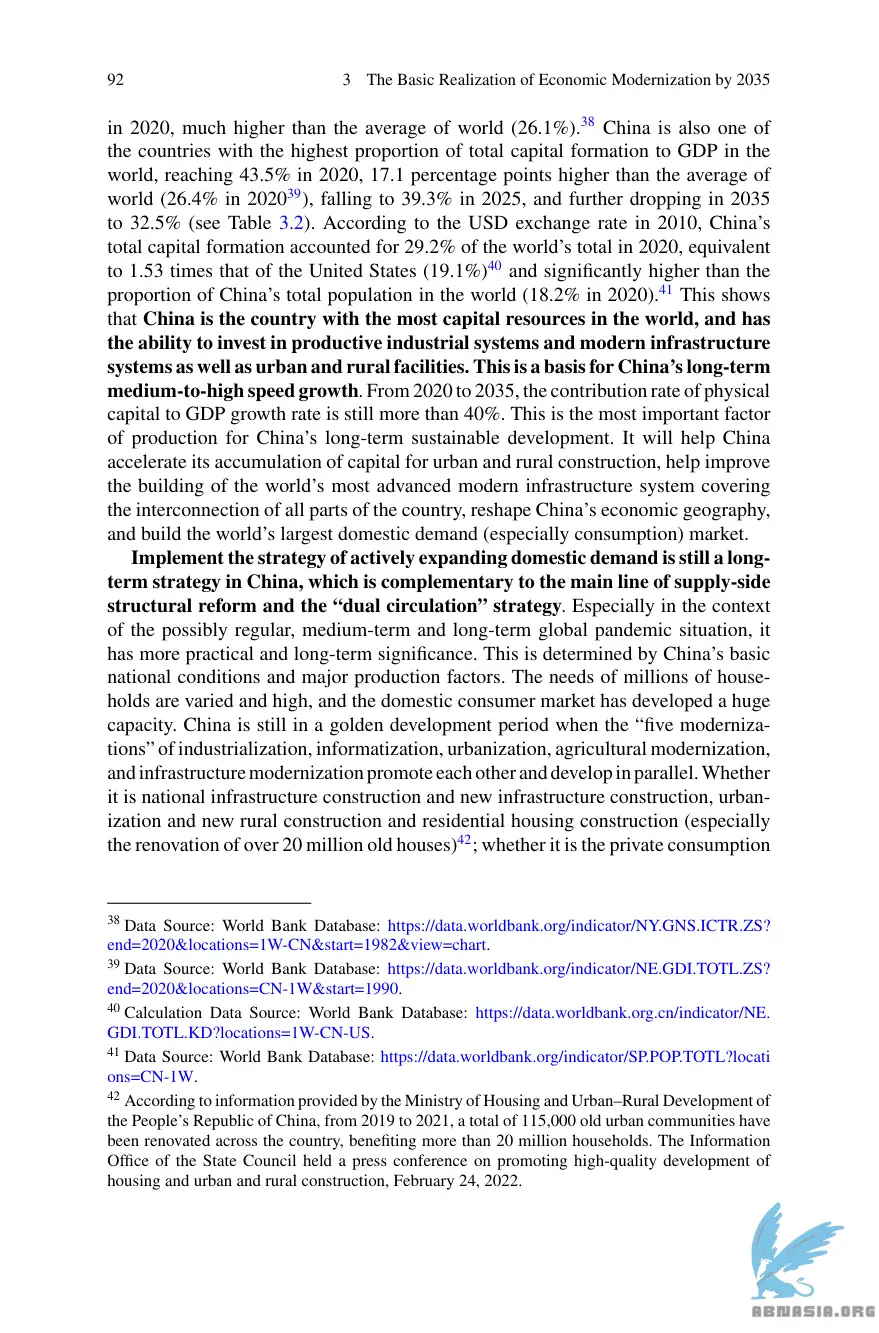 92 3 The Basic Realization of Economic Modernization by 2035
in 2020, much higher than the average of world (26.1%).38 China is also one of
the countries with the highest proportion of total capital formation to GDP in the
world, reaching 43.5% in 2020, 17.1 percentage points higher than the average of
world (26.4% in 202039), falling to 39.3% in 2025, and further dropping in 2035
to 32.5% (see Table 3.2). According to the USD exchange rate in 2010, China’s
total capital formation accounted for 29.2% of the world’s total in 2020, equivalent
to 1.53 times that of the United States (19.1%)40 and significantly higher than the
proportion of China’s total population in the world (18.2% in 2020).41 This shows
that China is the country with the most capital resources in the world, and has
the ability to invest in productive industrial systems and modern infrastructure
systems as well as urban and rural facilities. This is a basis for China’s long-term
medium-to-high speed growth. From 2020 to 2035, the contribution rate of physical
capital to GDP growth rate is still more than 40%. This is the most important factor
of production for China’s long-term sustainable development. It will help China
accelerate its accumulation of capital for urban and rural construction, help improve
the building of the world’s most advanced modern infrastructure system covering
the interconnection of all parts of the country, reshape China’s economic geography,
and build the world’s largest domestic demand (especially consumption) market.
Implement the strategy of actively expanding domestic demand is still a long-
term strategy in China, which is complementary to the main line of supply-side
structural reform and the “dual circulation” strategy. Especially in the context
of the possibly regular, medium-term and long-term global pandemic situation, it
has more practical and long-term significance. This is determined by China’s basic
national conditions and major production factors. The needs of millions of house-
holds are varied and high, and the domestic consumer market has developed a huge
capacity. China is still in a golden development period when the “five moderniza-
tions” of industrialization, informatization, urbanization, agricultural modernization,
and infrastructure modernization promote each other and develop in parallel. Whether
it is national infrastructure construction and new infrastructure construction, urban-
ization and new rural construction and residential housing construction (especially
the renovation of over 20 million old houses)42; whether it is the private consumption
38 Data Source: World Bank Database: https://data.worldbank.org/indicator/NY.GNS.ICTR.ZS?
end=2020&locations=1W-CN&start=1982&view=chart.
39 Data Source: World Bank Database: https://data.worldbank.org/indicator/NE.GDI.TOTL.ZS?
end=2020&locations=CN-1W&start=1990.
40 Calculation Data Source: World Bank Database: https://data.worldbank.org.cn/indicator/NE.
GDI.TOTL.KD?locations=1W-CN-US.
41 Data Source: World Bank Database: https://data.worldbank.org/indicator/SP.POP.TOTL?locati
ons=CN-1W.
42 According to information provided by the Ministry of Housing and Urban–Rural Development of
the People’s Republic of China, from 2019 to 2021, a total of 115,000 old urban communities have
been renovated across the country, benefiting more than 20 million households. The Information
Office of the State Council held a press conference on promoting high-quality development of
housing and urban and rural construction, February 24, 2022.
ABNASIA.ORG